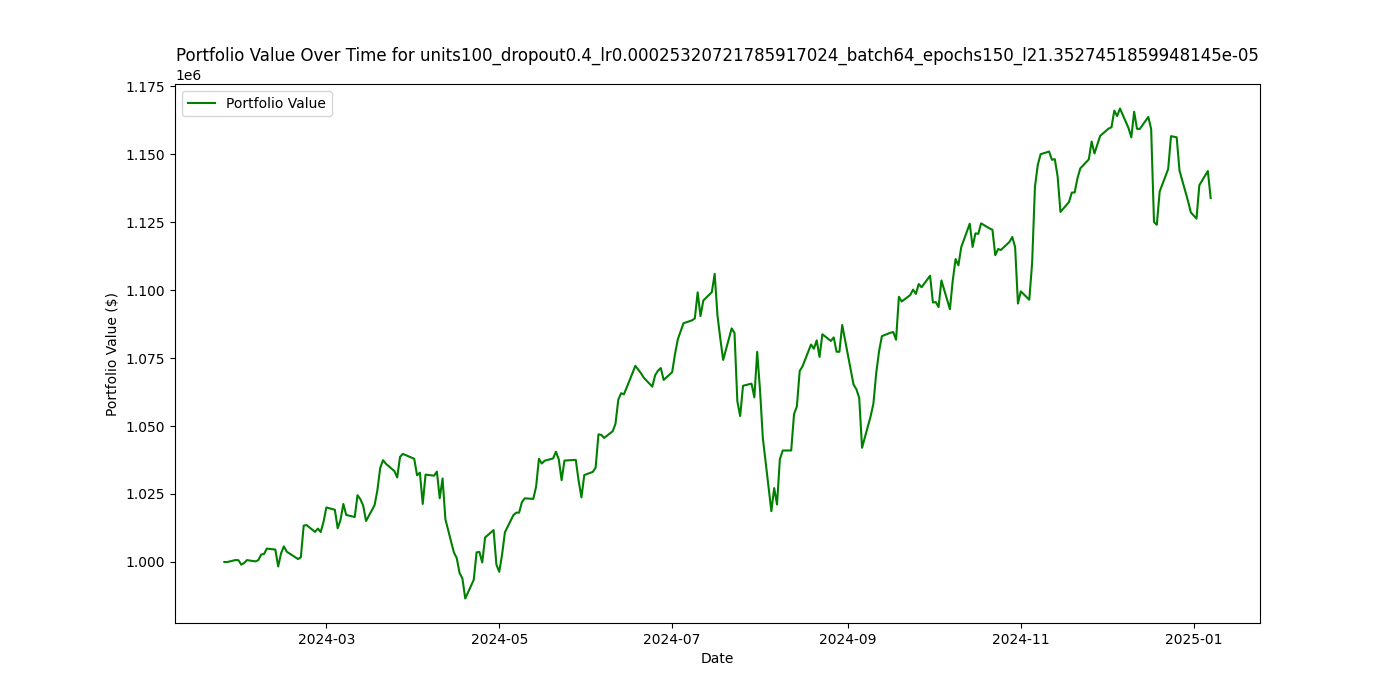 Portfolio Value Over Time for units100_dropout0.4_lr0.00025320721785917024_batch64_epochs150_l21.3527451859948145e-05
1e6
Portfolio Value
1.175
1.150
1.125
1.100
1.075
1.050
1.025
1.000
Portfolio Value ($)
2024-03 2024-05 2024-07 2024-09 2024-11 2025-01
Date